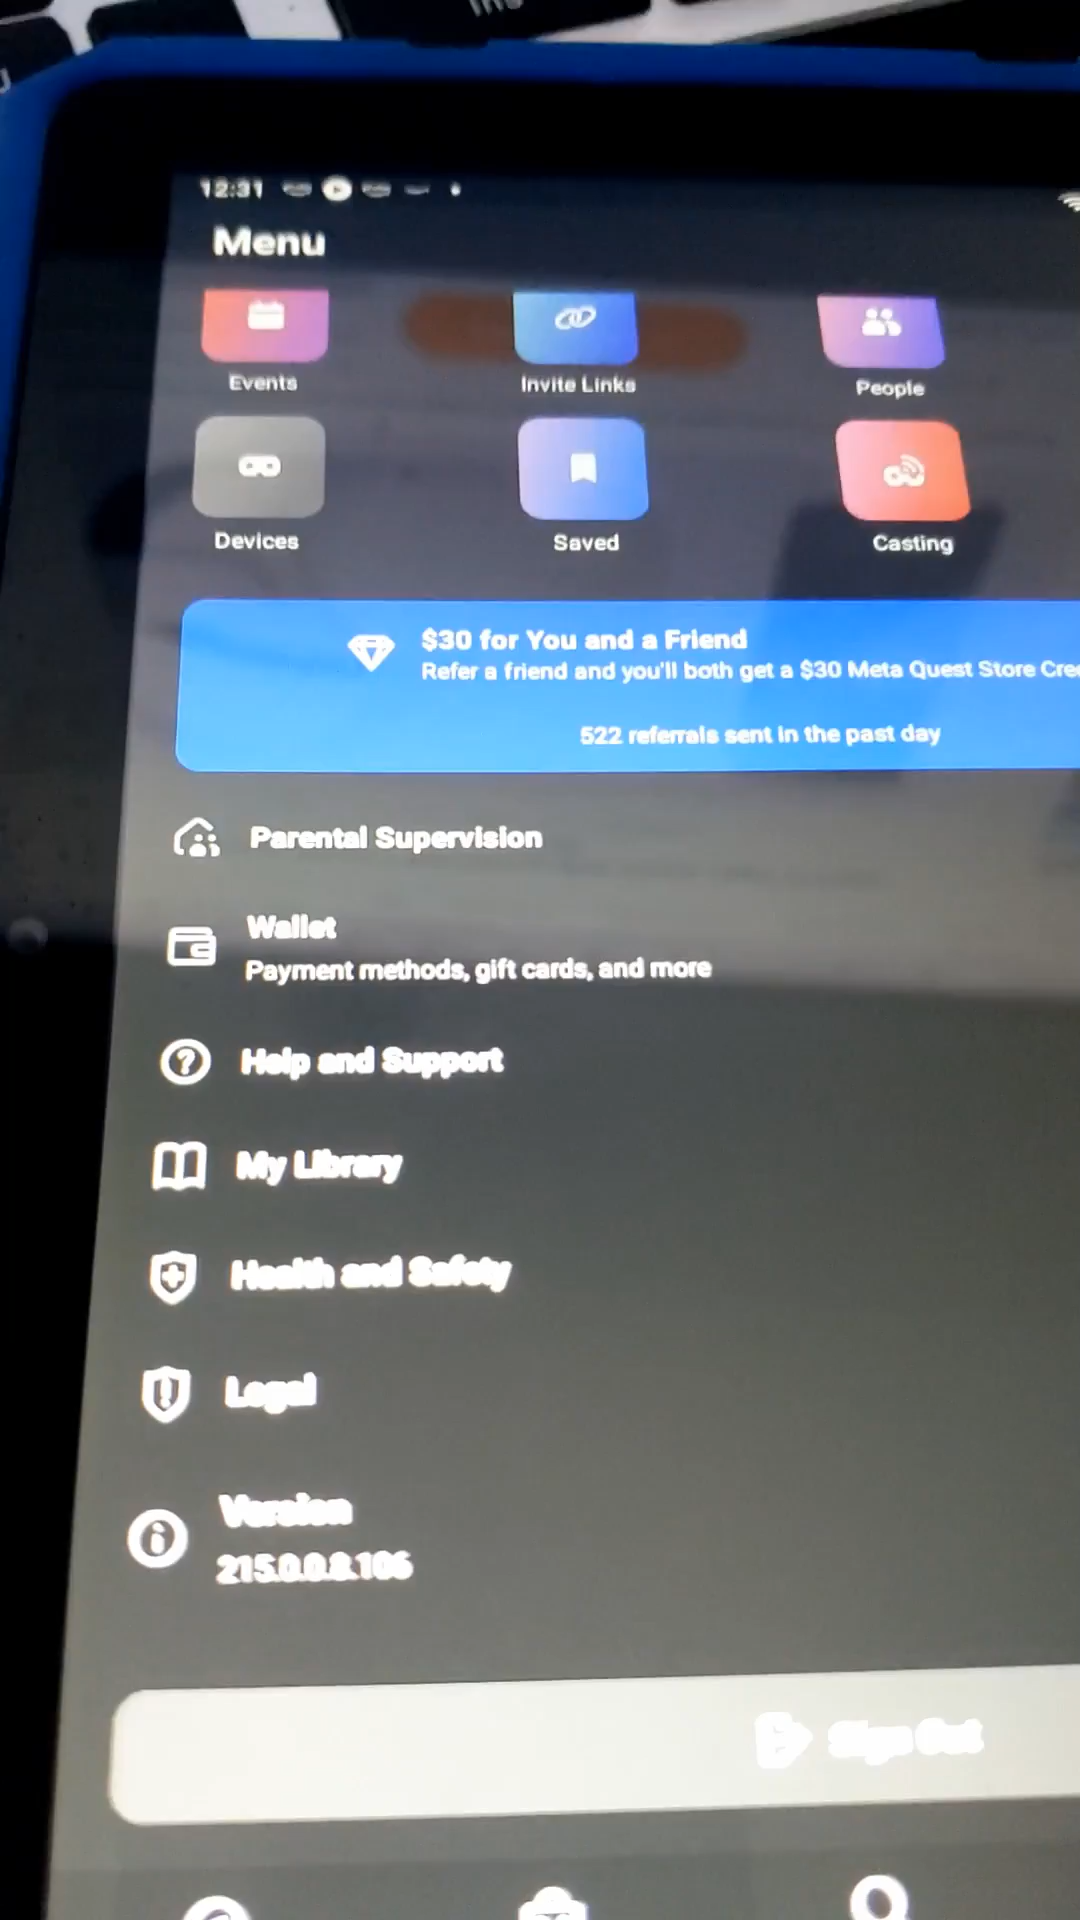 12:31
Menu
Events
Invite Links
People
Devices
Saved
Casting
$30 for You and a Friend
Refer a friend and you'll both get a $30 Meta Quest Store
522 referrals sent in the past day
Parental Supervision
Wallet
Payment methods, gift cards, and more
Help and Support
My Library
Health and Safety
Legal
Version
215.0.0.8.106
Sign Out